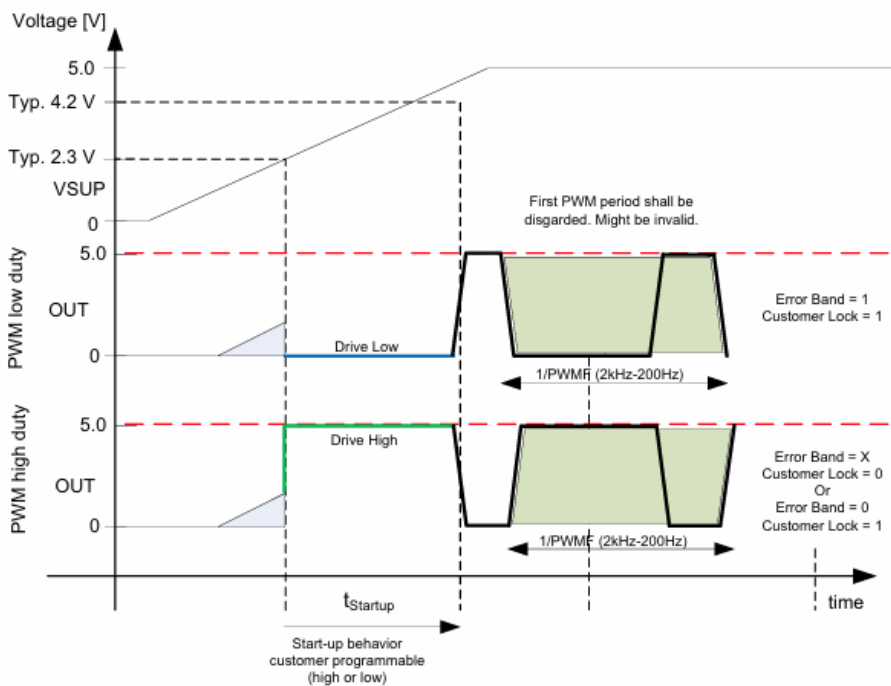 Voltage [V]
5.0
Typ. 4.2 V
Typ. 2.3 V
VSUP
0
First PWM period shall be
disgarded. Might be invalid.
PWM low duty
5.0
OUT
0
Drive Low
Error Band = 1
Customer Lock = 1
1/PWMF (2kHz-200Hz)
PWM high duty
5.0
OUT
0
Drive High
Error Band = X
Customer Lock = 0
Or
Error Band = 0
Customer Lock = 1
1/PWMF (2kHz-200Hz)
tStartup
time
Start-up behavior
customer programmable
(high or low)